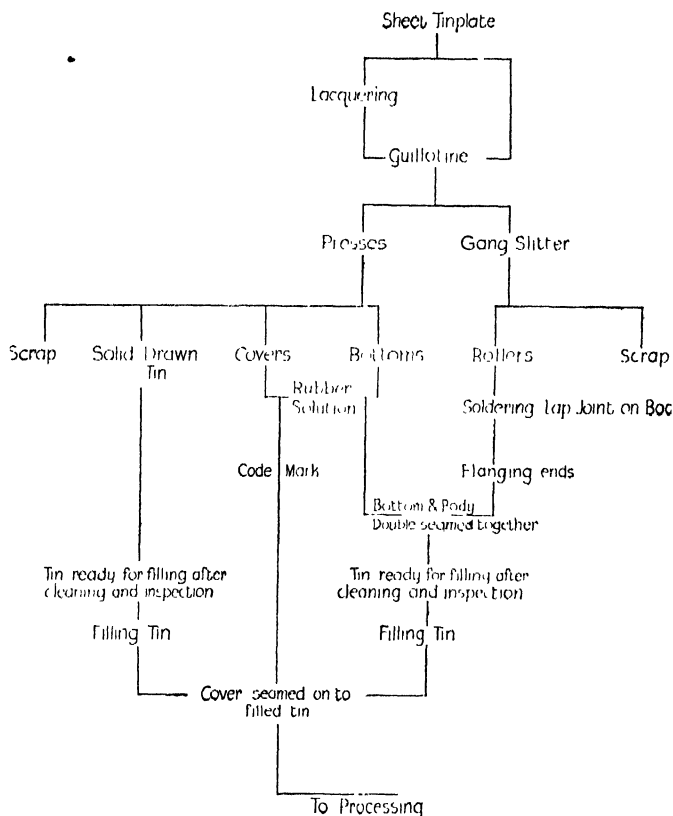 Sheet Tinplate
Lacquering
Guillotine
Presses Gang Slitter
Scrap Solid Drawn Covers Bottoms Rollers Scrap
Tin
Rubber
Solution
Soldering Lap Joint on Boc
Code Mark
Flanging ends
Bottom & Body
Double seamed together
Tin ready for filling after
cleaning and inspection
Tin ready for filling after
cleaning and inspection
Filling Tin
Filling Tin
Cover seamed on to
filled tin
To Processing